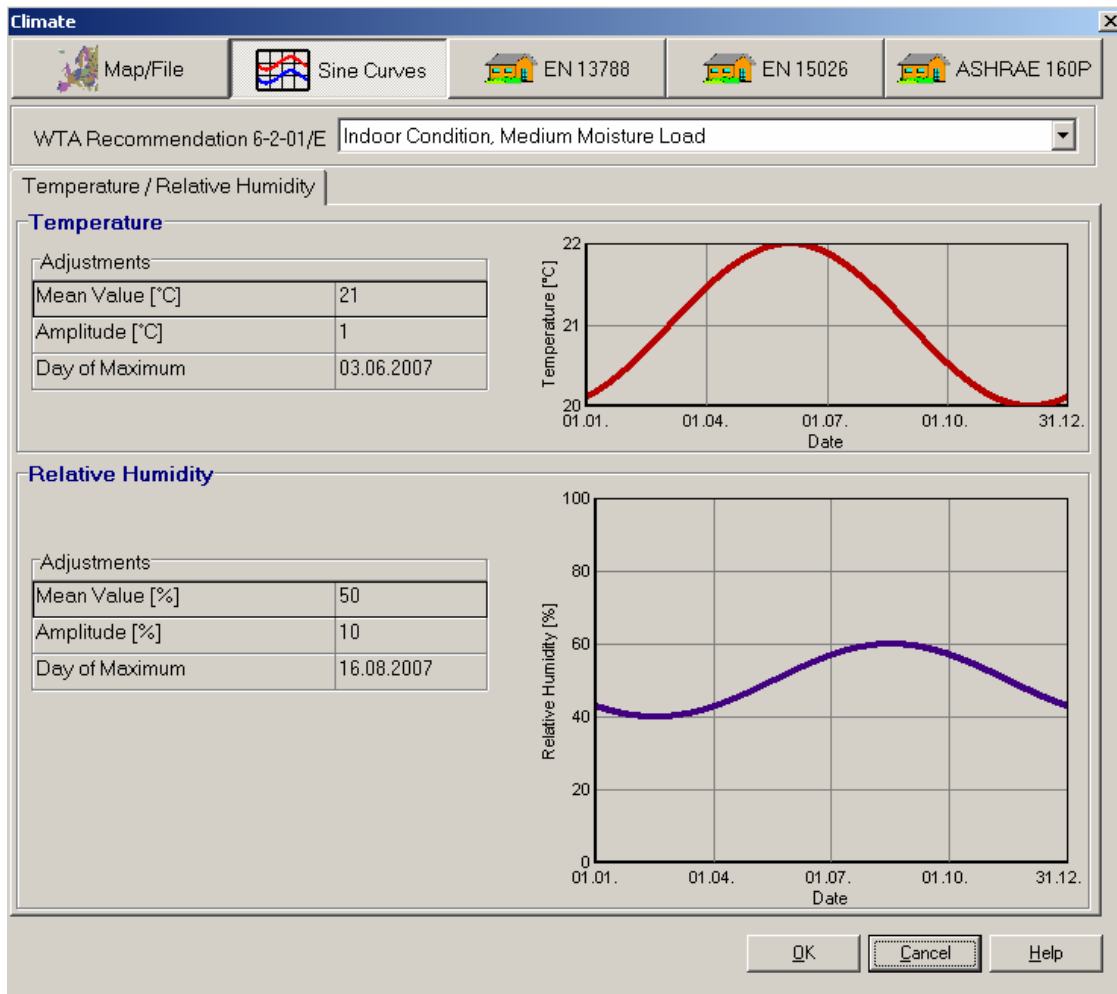 Climate
Map/File
Sine Curves
EN 13788
EN 15026
ASHRAE 160P
WTA Recommendation 6-2-01/E Indoor Condition, Medium Moisture Load
Temperature / Relative Humidity
Temperature
Adjustments
Mean Value [°C] 21
Amplitude [°C] 1
Day of Maximum 03.06.2007
Temperature [°C]
22
21
20
01.01. 01.04. 01.07. 01.10. 31.12.
Date
Relative Humidity
Adjustments
Mean Value [%] 50
Amplitude [%] 10
Day of Maximum 16.08.2007
Relative Humidity [%]
100
80
60
40
20
0
01.01. 01.04. 01.07. 01.10. 31.12.
Date
OK Cancel Help